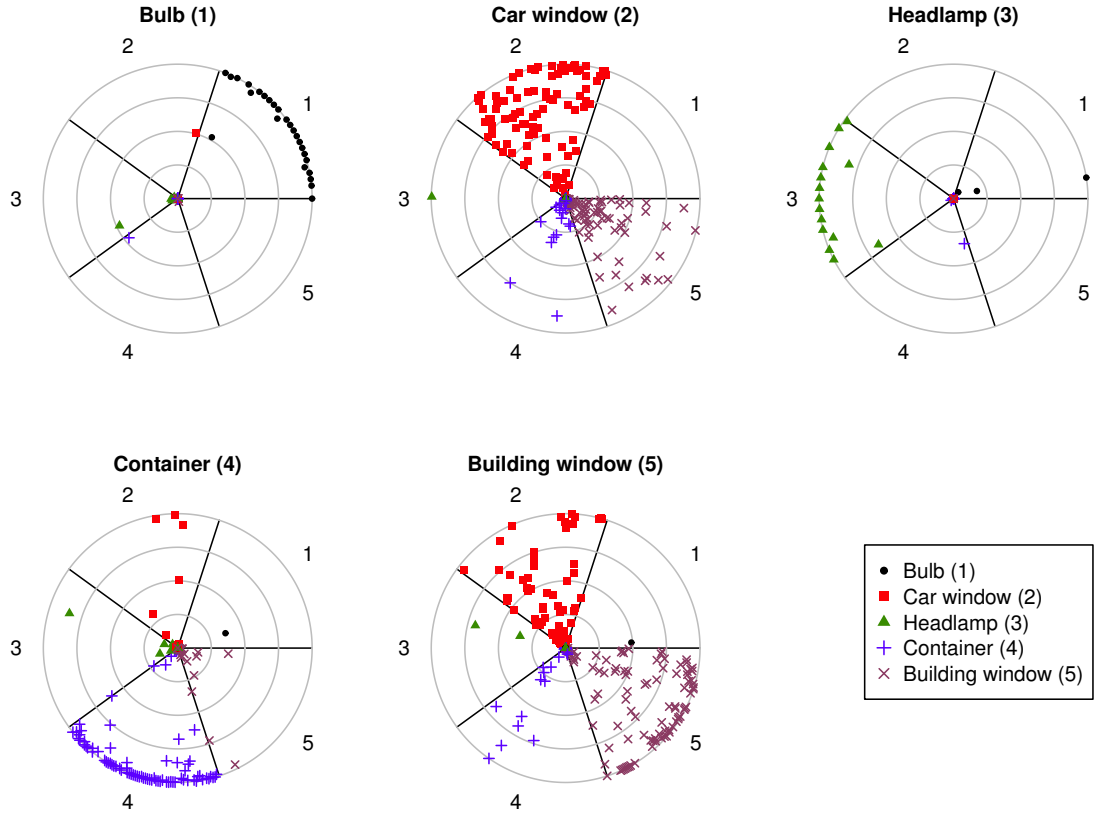 Bulb (1)
2
1
3
5
4
Car window (2)
2
1
3
5
4
Headlamp (3)
2
1
3
5
4
Container (4)
2
1
3
5
4
Building window (5)
2
1
3
5
4
Bulb (1)
Car window (2)
Headlamp (3)
Container (4)
Building window (5)